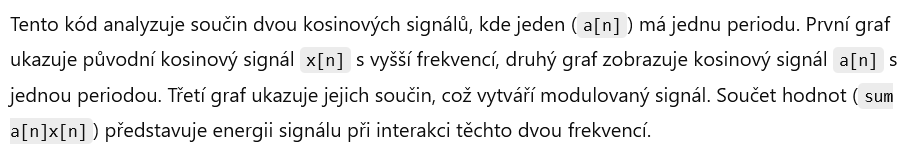 Tento kód analyzuje součin dvou kosinových signálů, kde jeden (a[n]) má jednu periodu. První graf
ukazuje původní kosinový signál x[n] s vyšší frekvencí, druhý graf zobrazuje kosinový signál a[n] s
jednou periodou. Třetí graf ukazuje jejich součin, což vytváří modulovaný signál. Součet hodnot (sum
a[n]x[n]) představuje energii signálu při interakci těchto dvou frekvencí.